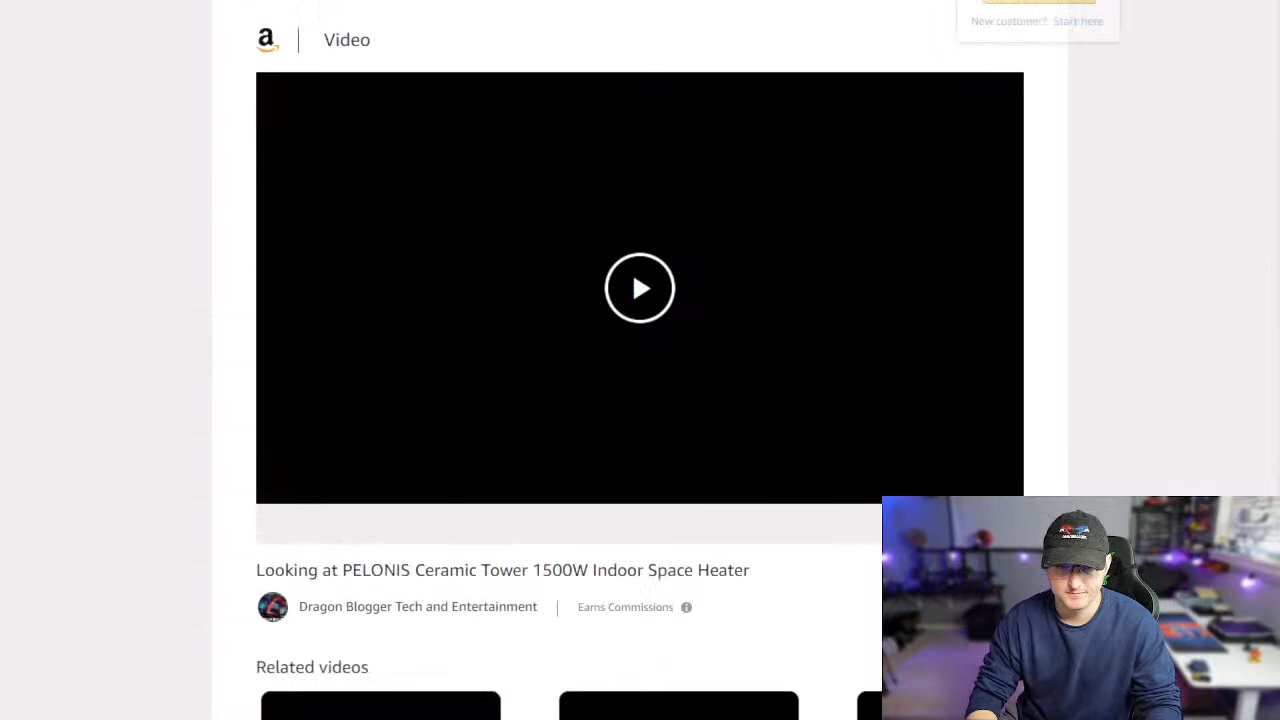 New customer? Start here
a
Video
Looking at PELONIS Ceramic Tower 1500W Indoor Space Heater
Dragon Blogger Tech and Entertainment
Earns Commissions
Related videos